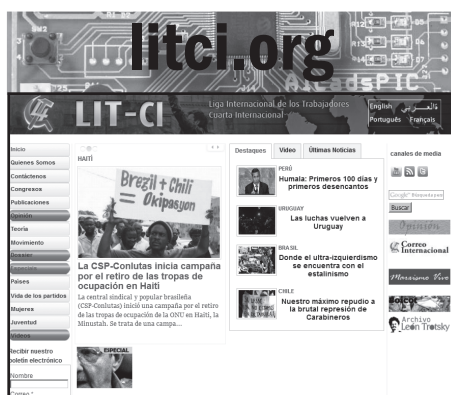 litci.org
LIT-CI
Liga Internacional de los Trabajadores
Cuarta Internacional
English
Português Français
Inicio
Quienes Somos
Contáctenos
Congresos
Publicaciones
Opinión
Teoría
Movimiento
Dossier
Países
Vida de los partidos
Mujeres
Juventud
Videos
Recibir nuestro
boletín electrónico
Nombre
Correo *
HAITÍ
Brezil + Chili
= Okipasyon
La CSP-Conlutas inicia campaña
por el retiro de las tropas de
ocupación en Haití
La central sindical y popular brasileña
(CSP-Conlutas) inició una campaña por el retiro
de las tropas de ocupación de la ONU en Haití, la
Minustah. Se trata de una campa...
ESPECIAL
Destaques Video Últimas Noticias
PERÚ
Humala: Primeros 100 días y
primeros desencantos
URUGUAY
Las luchas vuelven a
Uruguay
BRASIL
Donde el ultra-izquierdismo
se encuentra con el
estalinismo
CHILE
Nuestro máximo repudio a
la brutal represión de
Carabineros
canales de media
Buscar
Opinión
Correo
Internacional
Marxismo Vivo
Archivo
León Trotsky